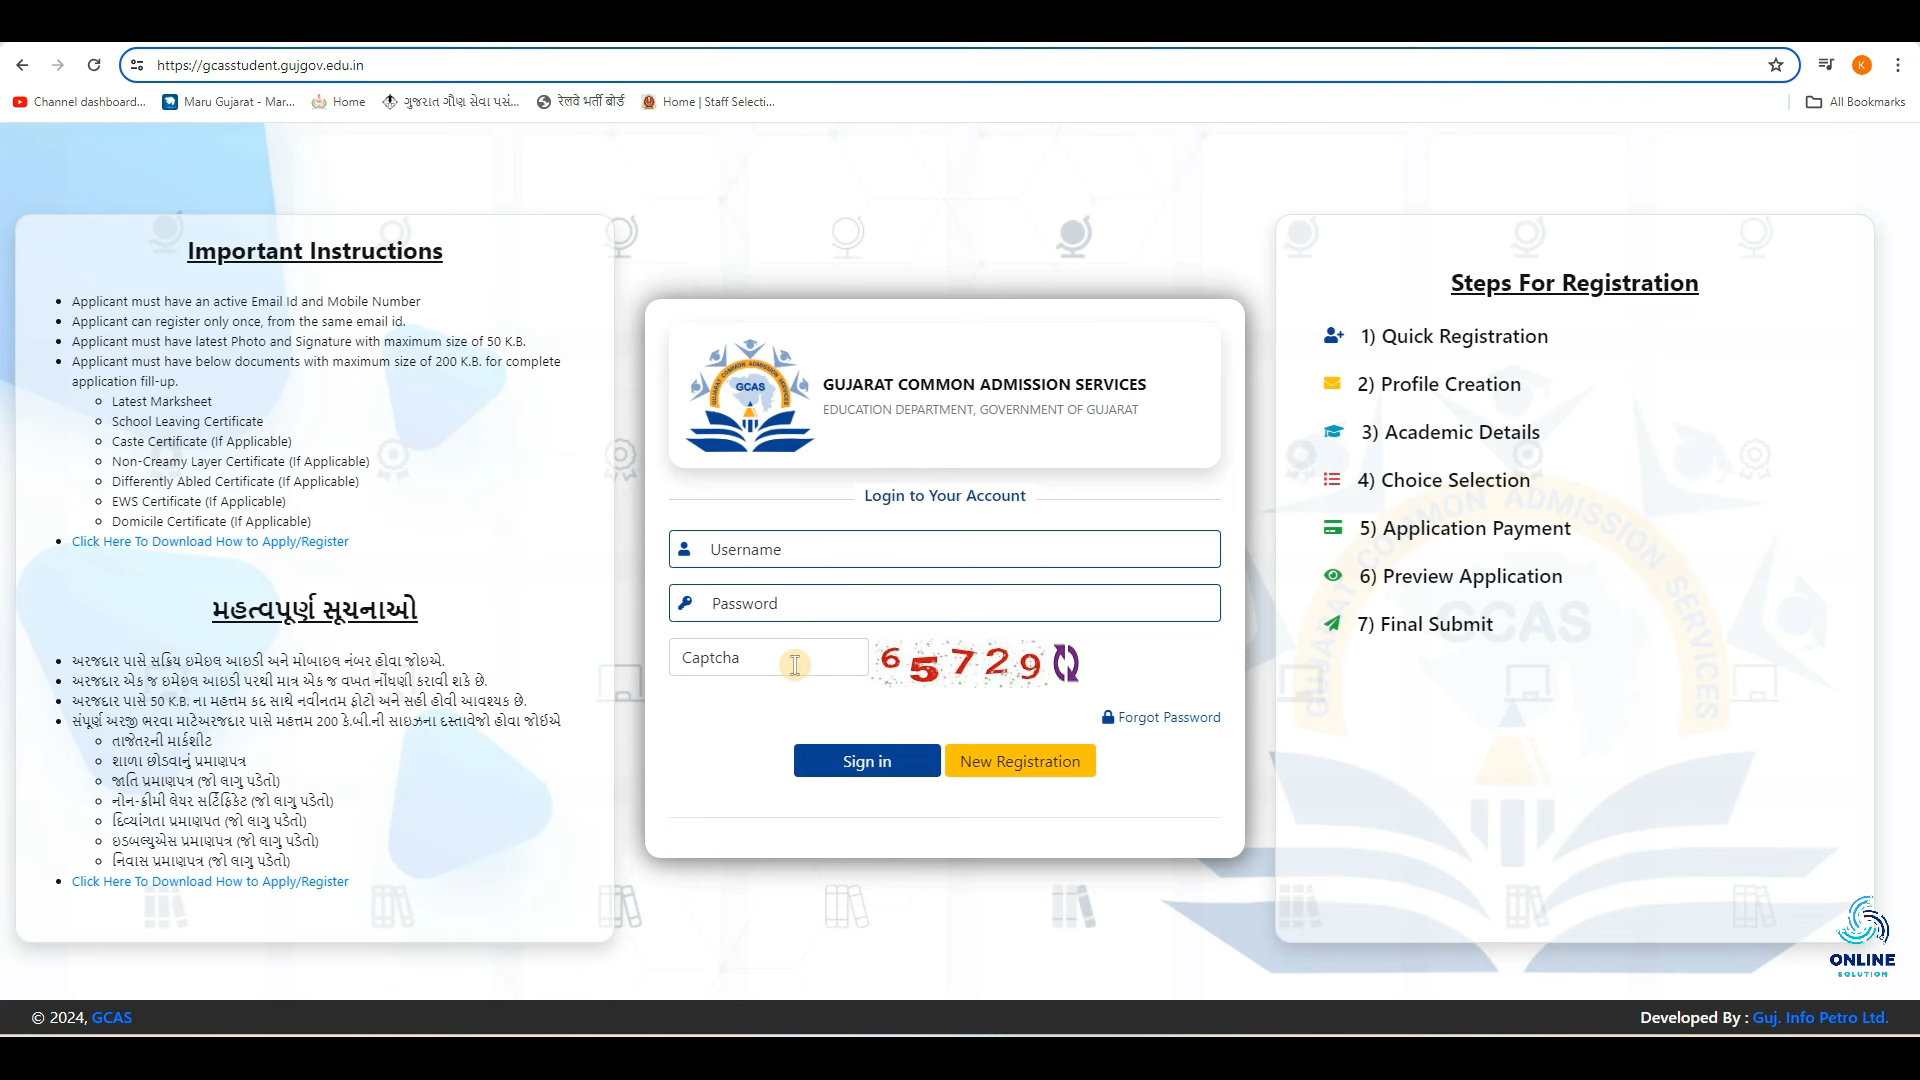 https://gcasstudent.gujgov.edu.in
Channel dashboard...
Maru Gujarat - Mar...
Home
ગુજરાત ગૌણ સેવા પસં...
रेलवे भर्ती बोर्ड
Home | Staff Selecti...
All Bookmarks
K
Important Instructions
Applicant must have an active Email Id and Mobile Number
Applicant can register only once, from the same email id.
Applicant must have latest Photo and Signature with maximum size of 50 K.B.
Applicant must have below documents with maximum size of 200 K.B. for complete
application fill-up.
Latest Marksheet
School Leaving Certificate
Caste Certificate (If Applicable)
Non-Creamy Layer Certificate (If Applicable)
Differently Abled Certificate (If Applicable)
EWS Certificate (If Applicable)
Domicile Certificate (If Applicable)
Click Here To Download How to Apply/Register
મહત્વપૂર્ણ સૂચનાઓ
અરજદાર પાસે સક્રિય ઇમેઇલ આઇડી અને મોબાઇલ નંબર હોવા જોઇએ.
અરજદાર એક જ ઇમેઇલ આઇડી પરથી માત્ર એક જ વખત નોંધણી કરાવી શકે છે.
અરજદાર પાસે 50 K.B. ના મહત્તમ કદ સાથે નવીનતમ ફોટો અને સહી હોવી આવશ્યક છે.
સંપૂર્ણ અરજી ભરવા માટેઅરજદાર પાસે મહત્તમ 200 કે.બી.ની સાઇઝના દસ્તાવેજો હોવા જોઈએ
તાજેતરની માર્કશીટ
શાળા છોડવાનું પ્રમાણપત્ર
જાતિ પ્રમાણપત્ર (જો લાગુ પડેતો)
નોન-ક્રીમી લેયર સર્ટિફિકેટ (જો લાગુ પડેતો)
દિવ્યાંગતા પ્રમાણપત (જો લાગુ પડેતો)
ઇડબલ્યુએસ પ્રમાણપત્ર (જો લાગુ પડેતો)
નિવાસ પ્રમાણપત્ર (જો લાગુ પડેતો)
Click Here To Download How to Apply/Register
GUJARAT COMMON ADMISSION SERVICES
GCAS
GUJARAT COMMON ADMISSION SERVICES
EDUCATION DEPARTMENT, GOVERNMENT OF GUJARAT
Login to Your Account
Username
Password
Captcha
65729
Forgot Password
Sign in
New Registration
Steps For Registration
1) Quick Registration
2) Profile Creation
3) Academic Details
4) Choice Selection
5) Application Payment
6) Preview Application
7) Final Submit
GUJARAT COMMON ADMISSION SERVICES
GCAS
ONLINE
SOLUTION
© 2024, GCAS
Developed By : Guj. Info Petro Ltd.